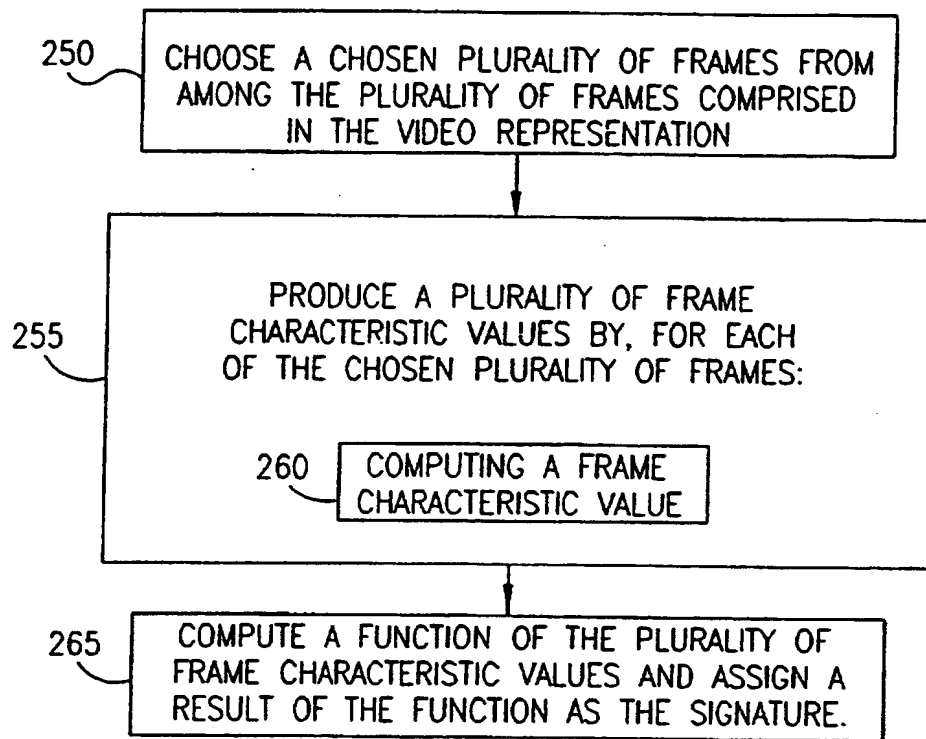 250
CHOOSE A CHOSEN PLURALITY OF FRAMES FROM
AMONG THE PLURALITY OF FRAMES COMPRISED
IN THE VIDEO REPRESENTATION
255
PRODUCE A PLURALITY OF FRAME
CHARACTERISTIC VALUES BY, FOR EACH
OF THE CHOSEN PLURALITY OF FRAMES:
260
COMPUTING A FRAME
CHARACTERISTIC VALUE
265
COMPUTE A FUNCTION OF THE PLURALITY OF
FRAME CHARACTERISTIC VALUES AND ASSIGN A
RESULT OF THE FUNCTION AS THE SIGNATURE.